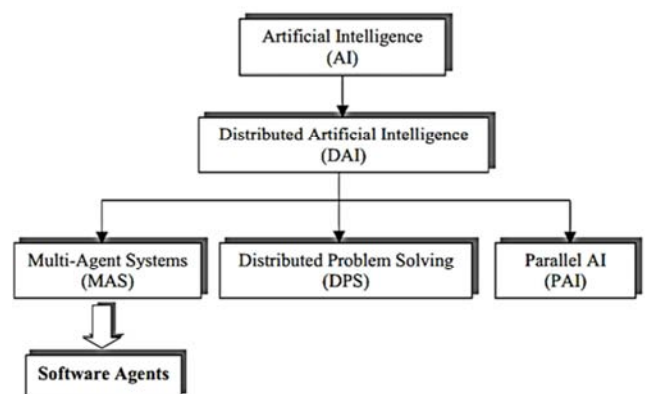 Artificial Intelligence
(AI)
Distributed Artificial Intelligence
(DAI)
Multi-Agent Systems
(MAS)
Distributed Problem Solving
(DPS)
Parallel AI
(PAI)
Software Agents